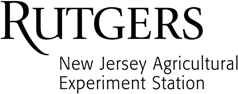 RUTGERS
New Jersey Agricultural
Experiment Station